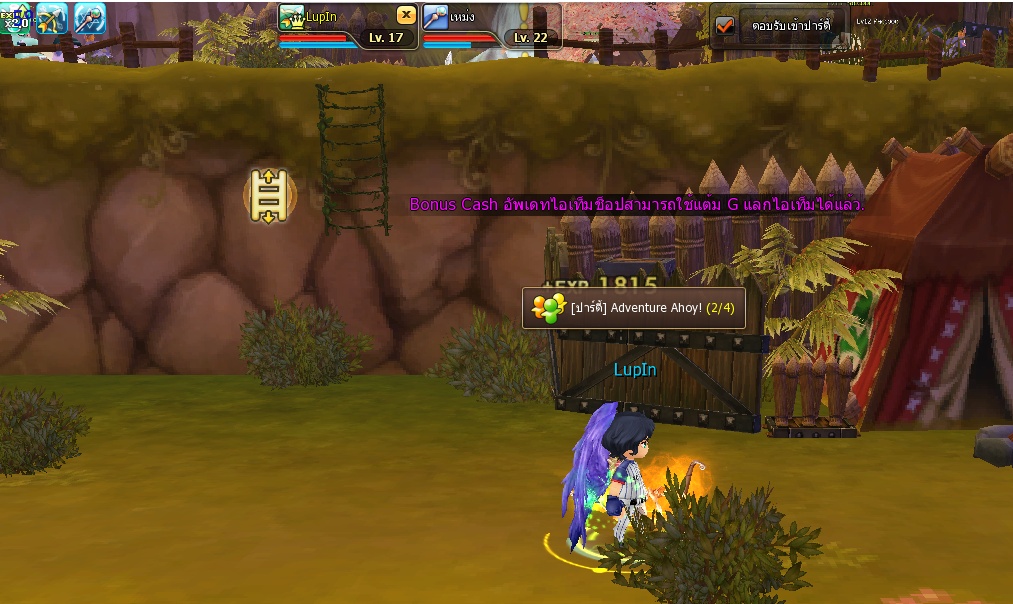 x2.0
LupIn
Lv. 17
เหม่ง
Lv. 22
ตอบรับเข้าปาร์ตี้
Bonus Cash อัพเดทไอเท็มช็อปสามารถใช้แต้ม G แลกไอเท็มได้แล้ว.
+EXP 1815
[ปาร์ตี้] Adventure Ahoy! (2/4)
LupIn